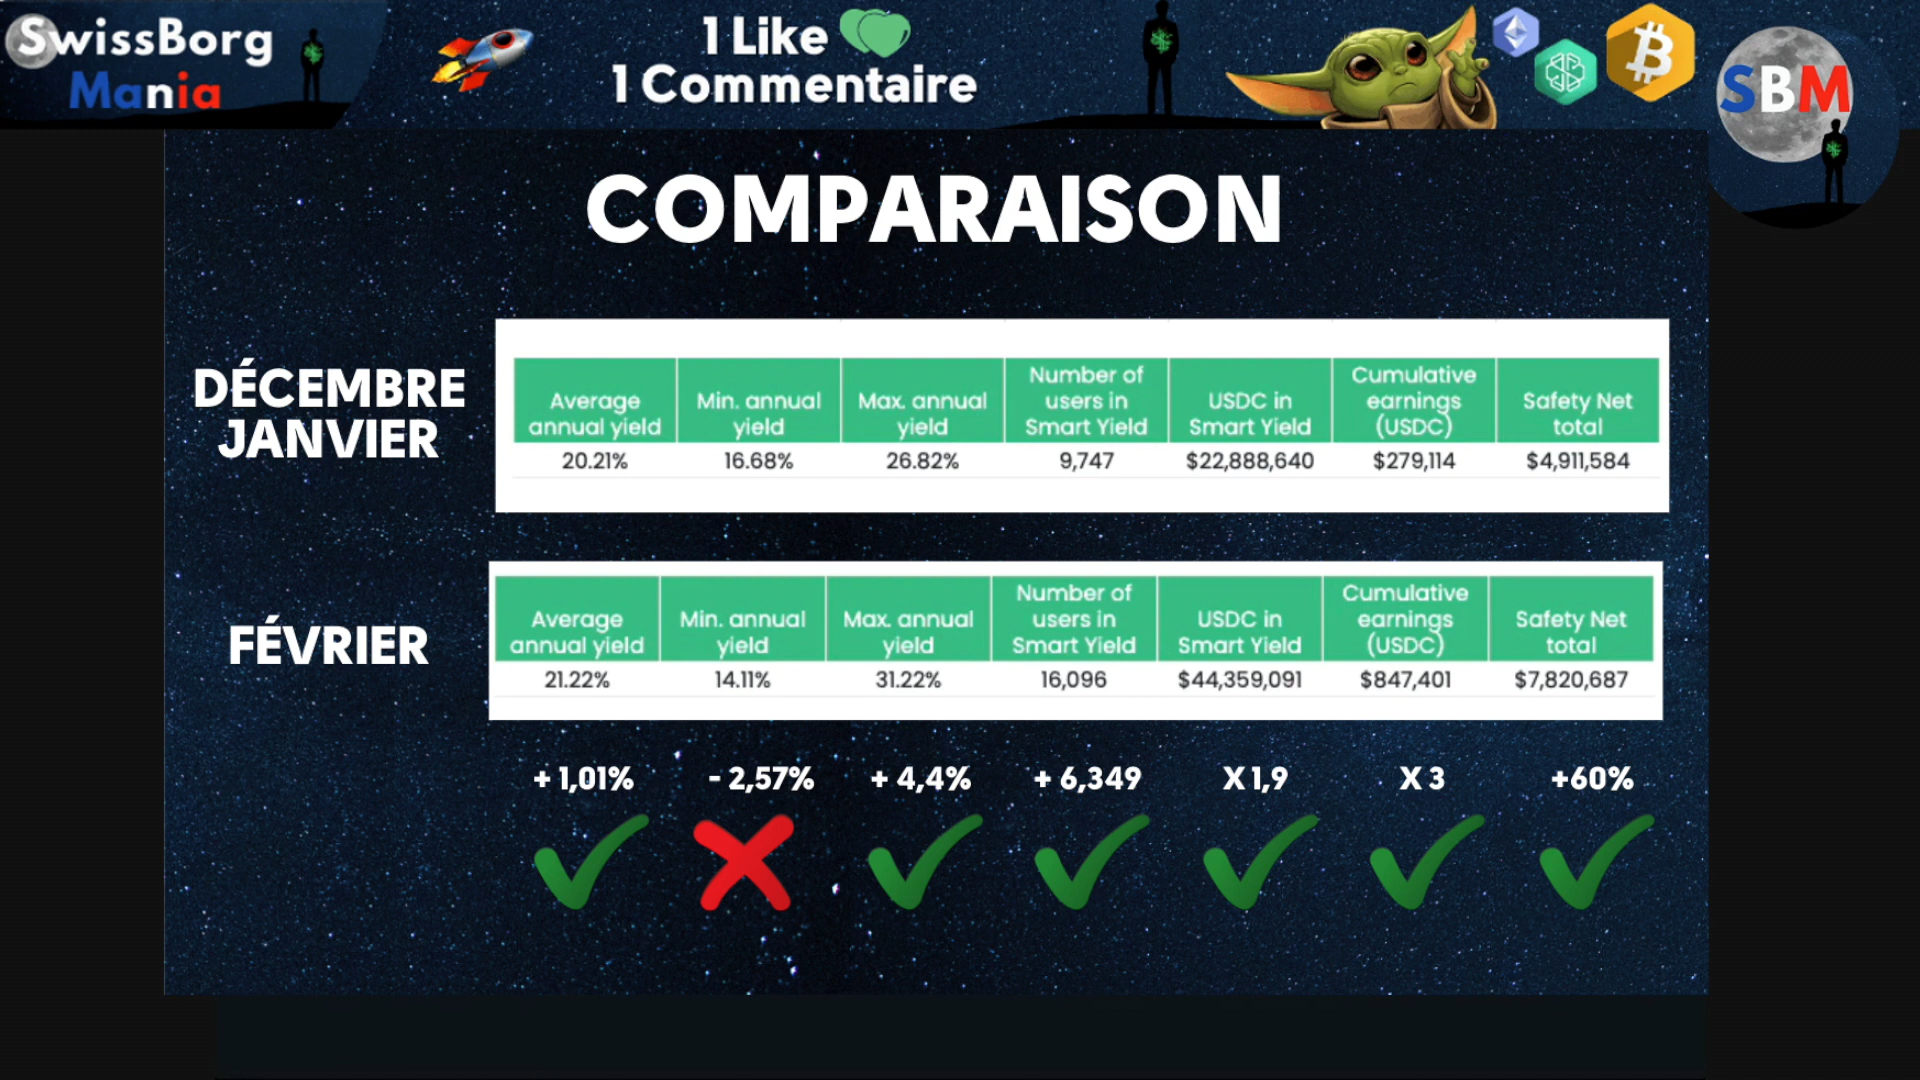 SwissBorg
Mania
1 Like
1 Commentaire
SBM
COMPARAISON
DÉCEMBRE
JANVIER
Average annual yield
Min. annual yield
Max. annual yield
Number of users in Smart Yield
USDC in Smart Yield
Cumulative earnings (USDC)
Safety Net total
20.21% 16.68% 26.82% 9,747 $22,888,640 $279,114 $4,911,584
FÉVRIER
Average annual yield
Min. annual yield
Max. annual yield
Number of users in Smart Yield
USDC in Smart Yield
Cumulative earnings (USDC)
Safety Net total
21.22% 14.11% 31.22% 16,096 $44,359,091 $847,401 $7,820,687
+ 1,01% - 2,57% + 4,4% + 6,349 X 1,9 X 3 +60%